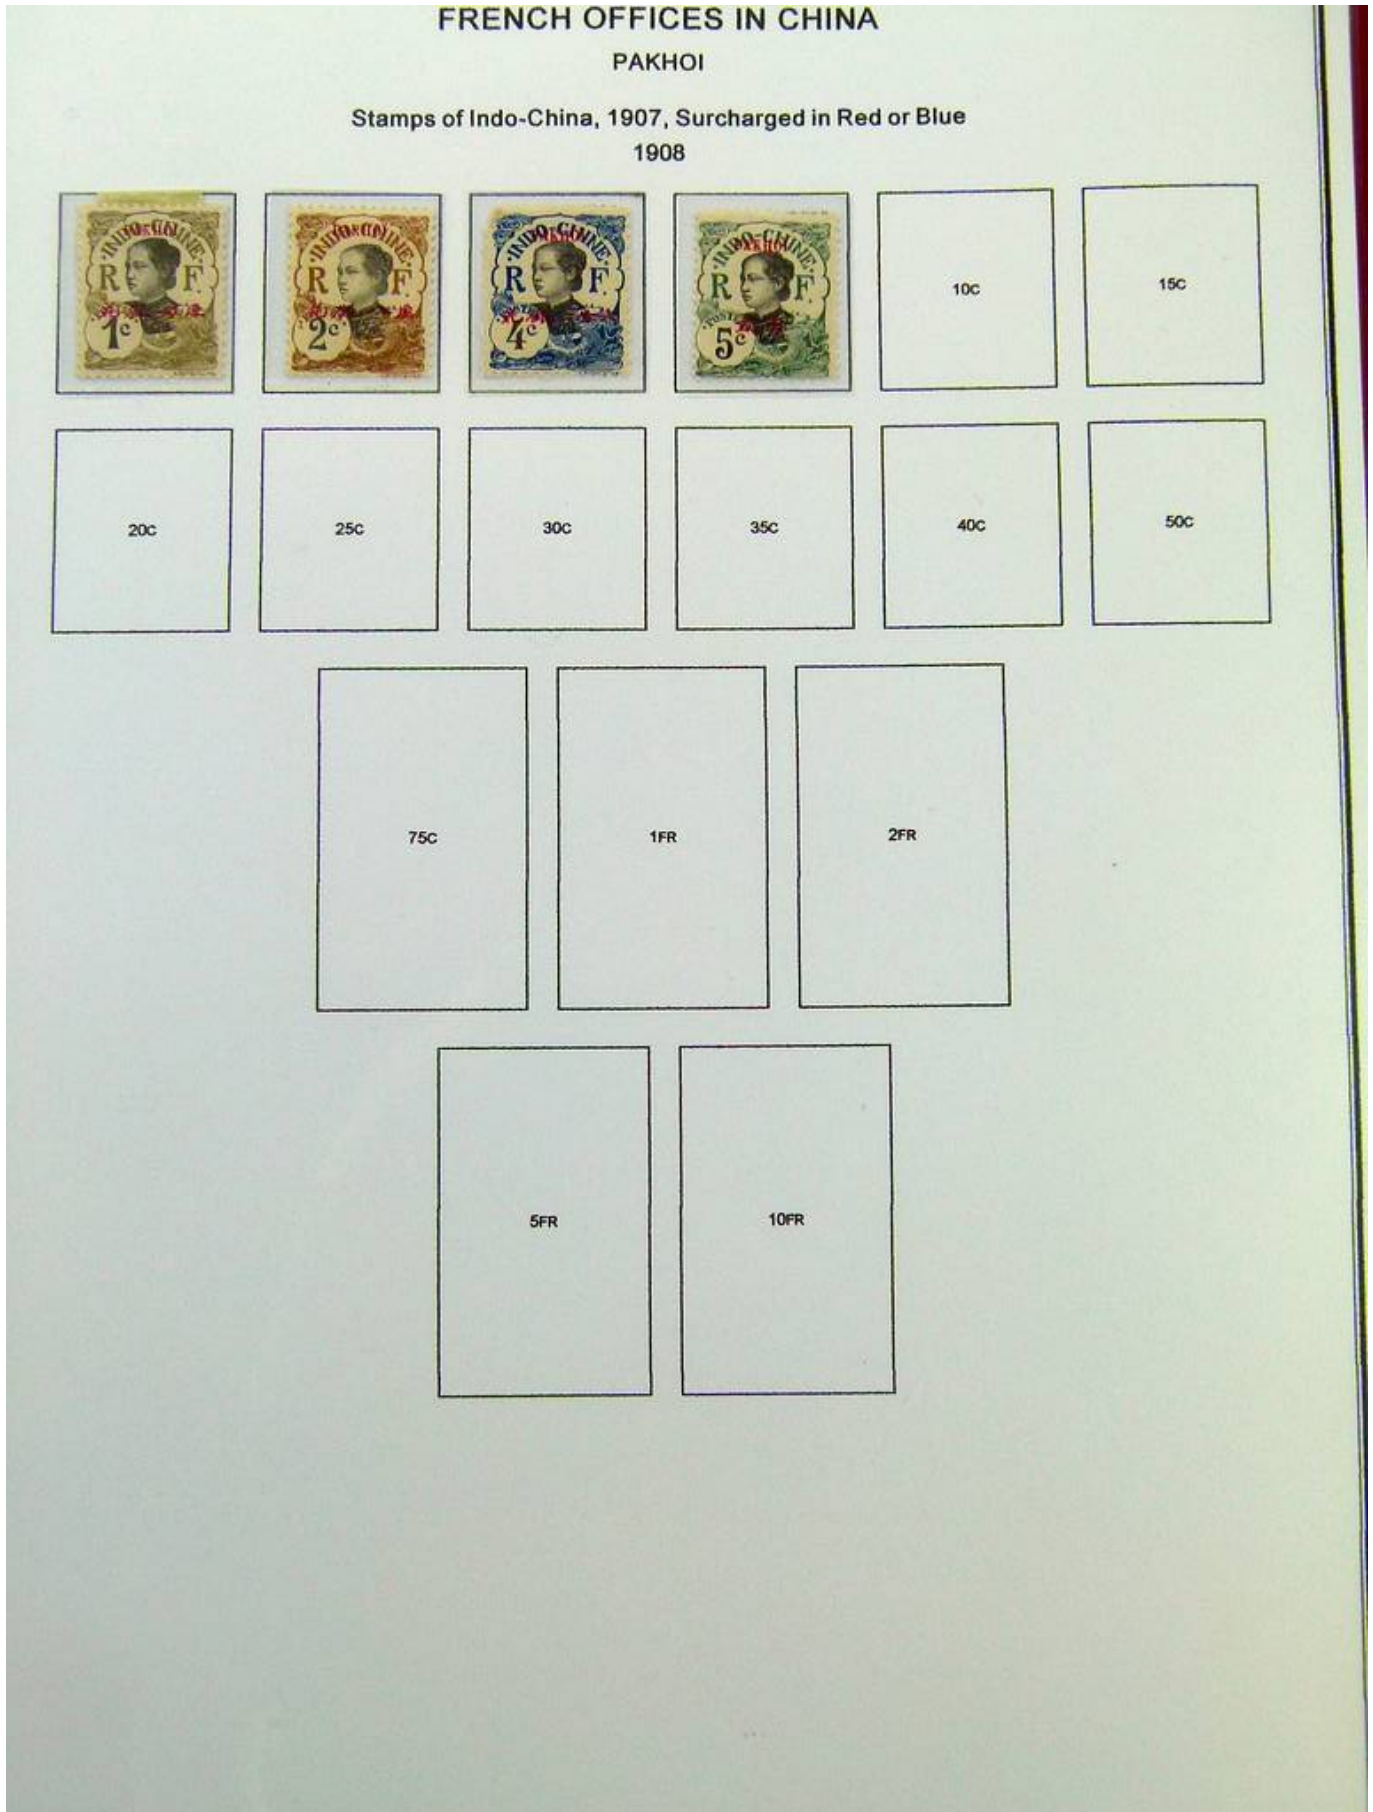 FRENCH OFFICES IN CHINA
PAKHOI
Stamps of Indo-China, 1907, Surcharged in Red or Blue
1908
INDO-CHINE
R F
1c
INDO-CHINE
R F
2c
INDO-CHINE
R F
4c
INDO-CHINE
R F
5c
10C
15C
20C
25C
30C
35C
40C
50C
75C
1FR
2FR
5FR
10FR